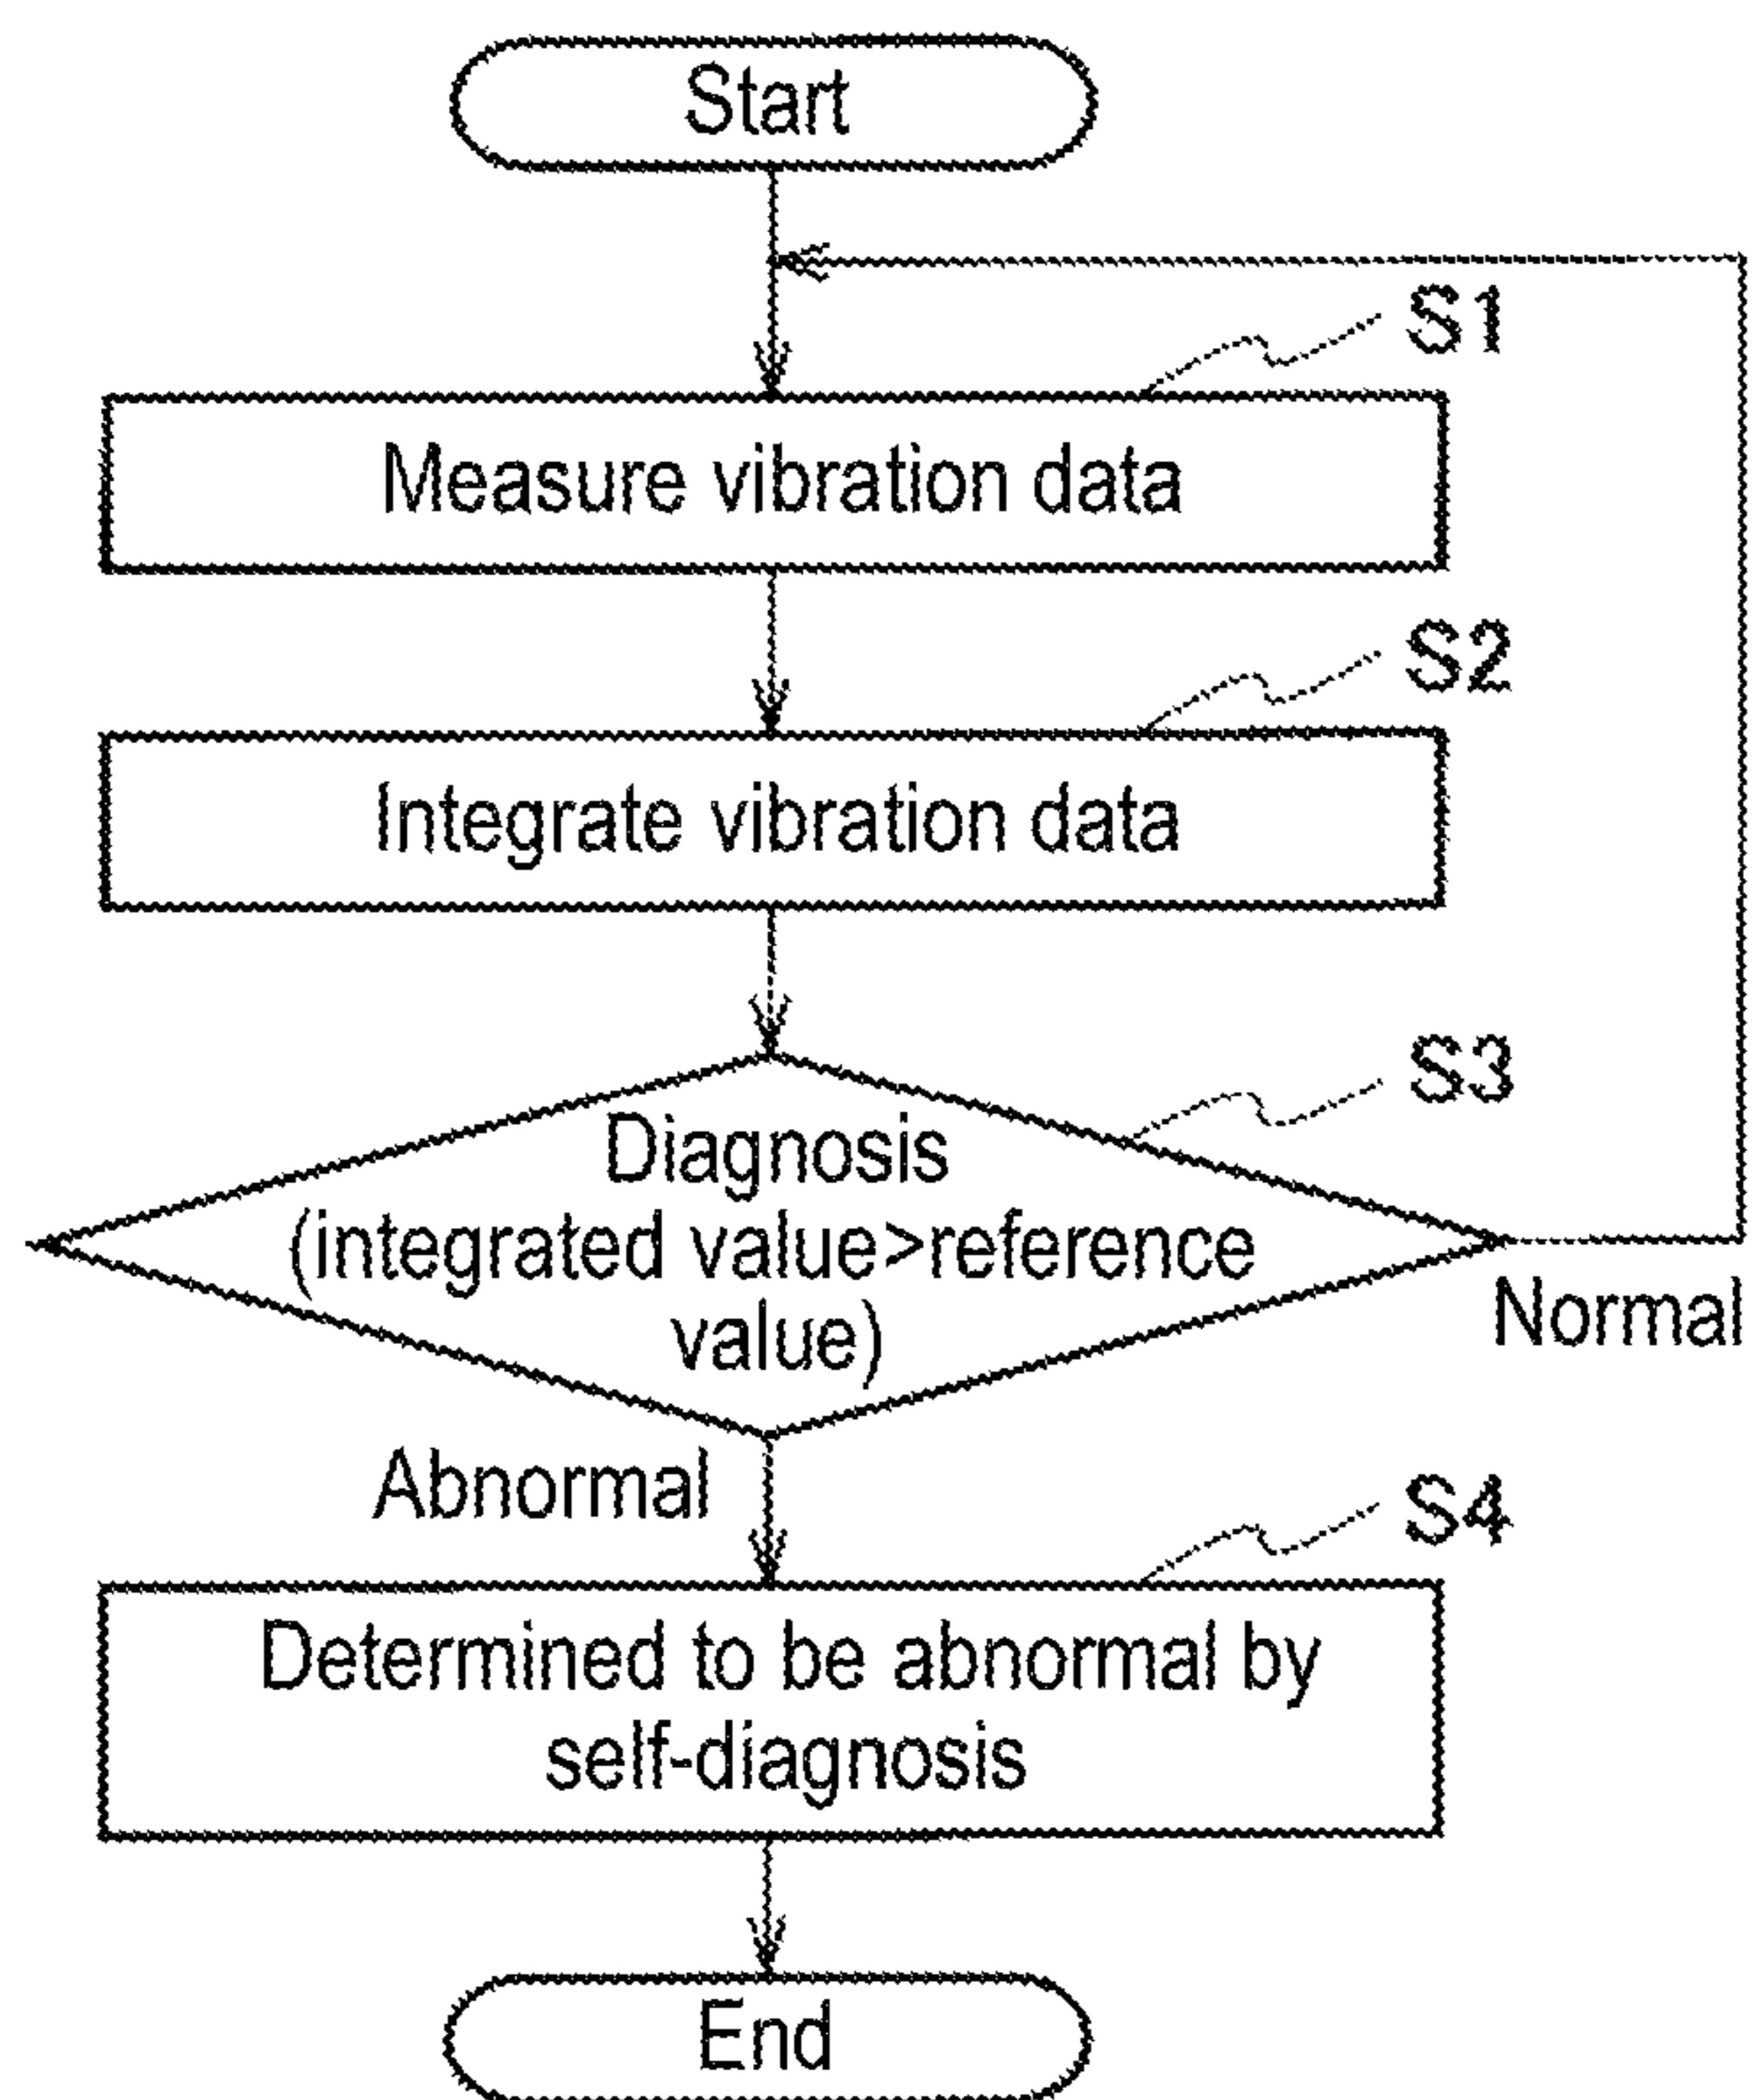 Start
S1
Measure vibration data
S2
Integrate vibration data
S3
Diagnosis
(integrated value>reference
value)
Normal
Abnormal
S4
Determined to be abnormal by
self-diagnosis
End